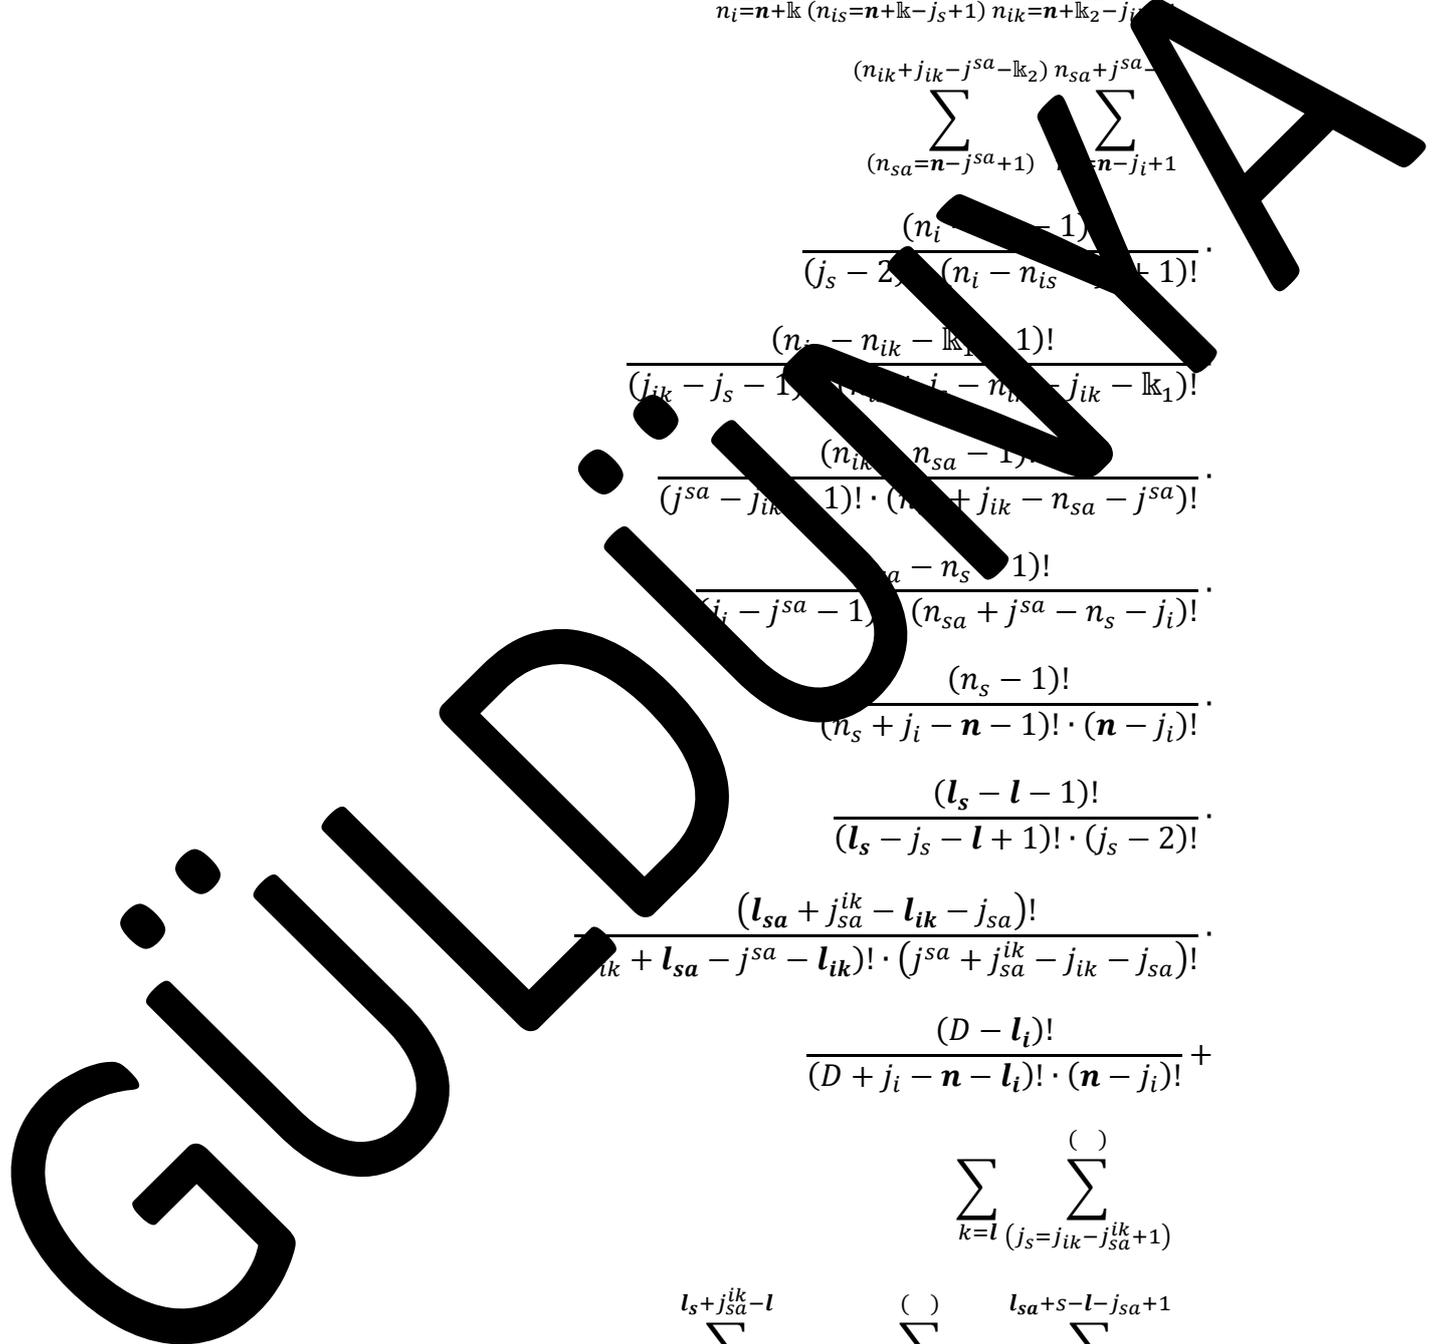 n_i=n+𝕜 (n_is=n+𝕜−j_s+1) n_ik=n+𝕜_2−j
(n_ik+j_ik−j^sa−𝕜_2) n_sa+j^sa−
∑ ∑
(n_sa=n−j^sa+1) n−j_i+1
(n_i − 1)
(j_s − 2 (n_i − n_is + 1)! ·
− n_ik − 𝕜 1)!
(j_ik − j_s − 1) − n j_ik − 𝕜_1)!
(n_ik n_sa − 1)!
(j^sa − j_ik 1)! · ( + j_ik − n_sa − j^sa)! ·
− n_s 1)!
j_i − j^sa − 1) (n_sa + j^sa − n_s − j_i)! ·
(n_s − 1)!
(n_s + j_i − n − 1)! · (n − j_i)! ·
(l_s − l − 1)!
(l_s − j_s − l + 1)! · (j_s − 2)! ·
(l_sa + j_sa^ik − l_ik − j_sa)!
ik + l_sa − j^sa − l_ik)! · (j^sa + j_sa^ik − j_ik − j_sa)! ·
(D − l_i)!
(D + j_i − n − l_i)! · (n − j_i)! +
( )
∑ ∑
k=l (j_s=j_ik−j_sa^ik+1)
l_s+j_sa^ik−l ( ) l_sa+s−l−j_sa+1
∑ ∑ ∑
GÜLDÜNYA